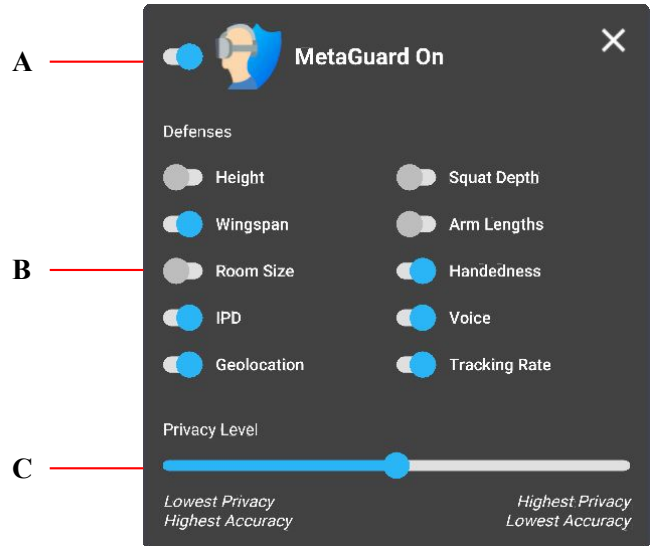 A
MetaGuard On
Defenses
Height
Squat Depth
Wingspan
Arm Lengths
B
Room Size
Handedness
IPD
Voice
Geolocation
Tracking Rate
Privacy Level
C
Lowest Privacy
Highest Accuracy
Highest Privacy
Lowest Accuracy